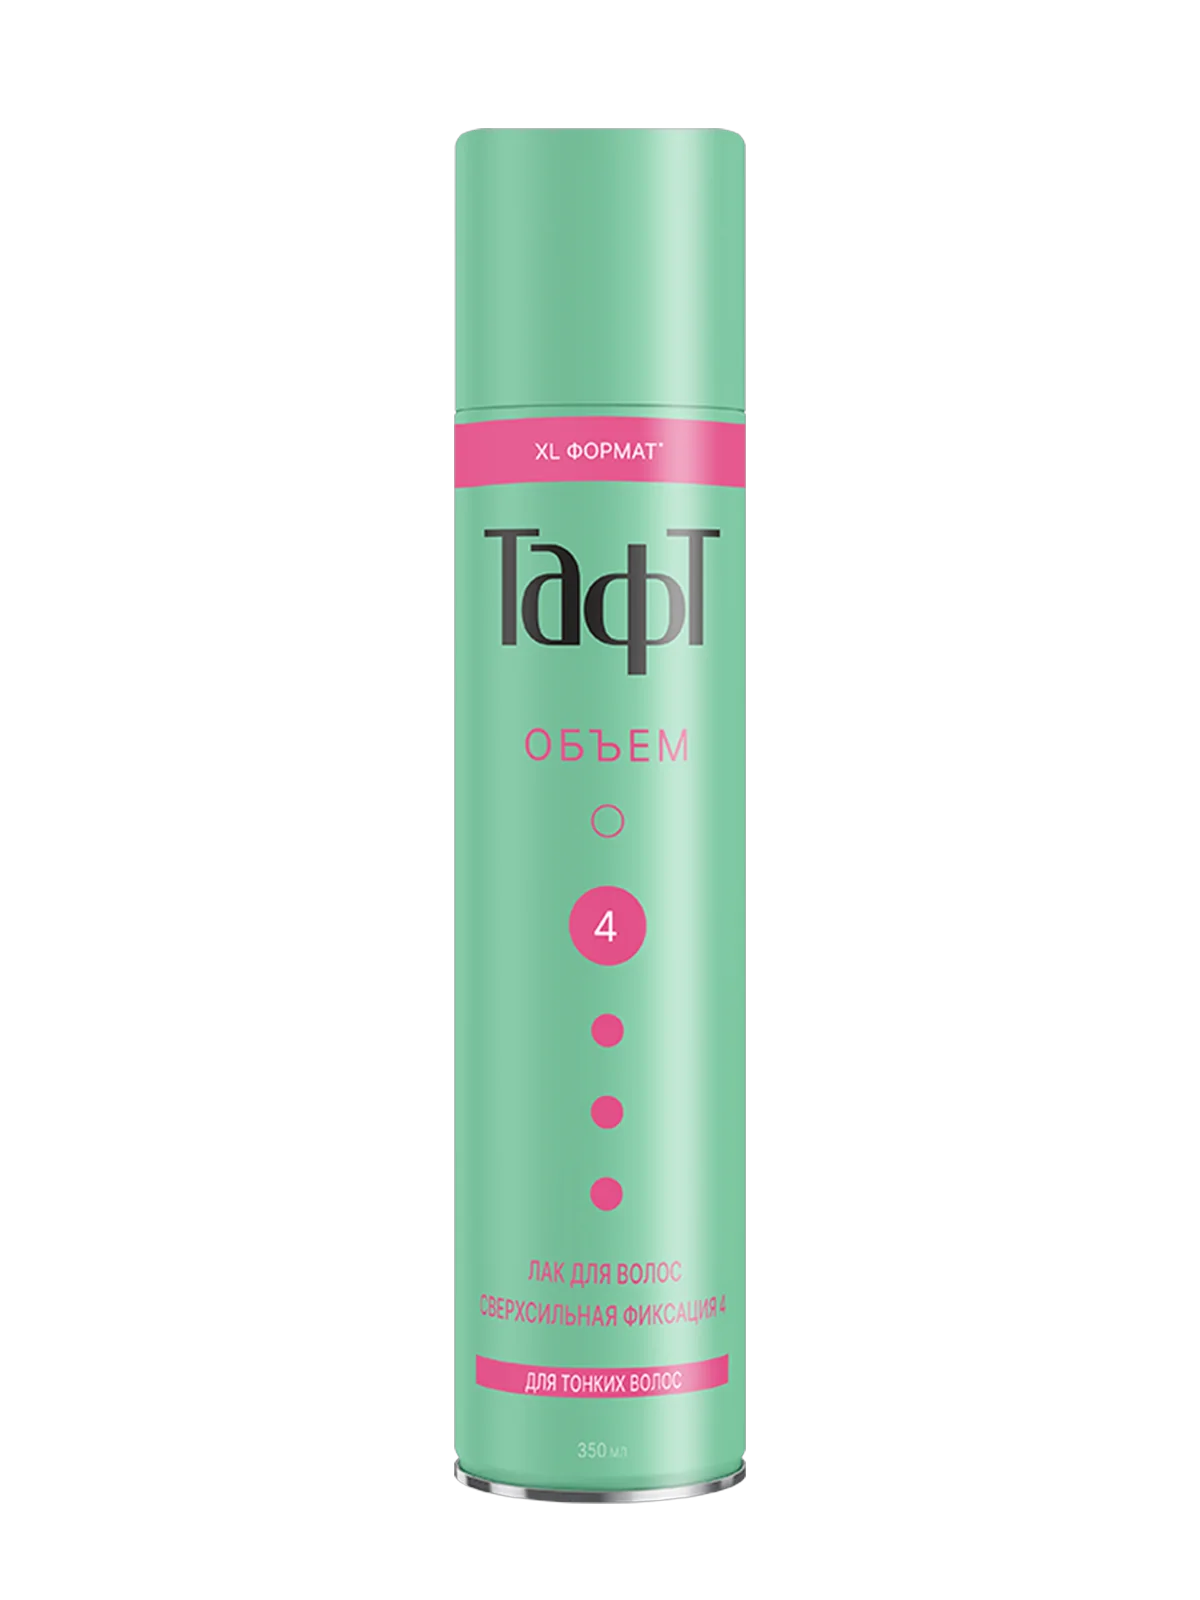 XL ФОРМАТ*
Тафт
ОБЪЕМ
4
ЛАК ДЛЯ ВОЛОС
СВЕРХСИЛЬНАЯ ФИКСАЦИЯ 4
ДЛЯ ТОНКИХ ВОЛОС
350 мл